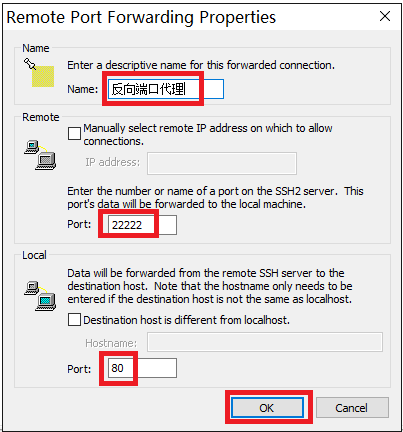 Remote Port Forwarding Properties
Name
Enter a descriptive name for this forwarded connection.
Name: 反向端口代理
Remote
Manually select remote IP address on which to allow
connections.
IP address:
Enter the number or name of a port on the SSH2 server. This
port's data will be forwarded to the local machine.
Port: 22222
Local
Data will be forwarded from the remote SSH server to the
destination host. Note that the hostname only needs to be
entered if the destination host is not the same as localhost.
Destination host is different from localhost.
Hostname:
Port: 80
OK Cancel